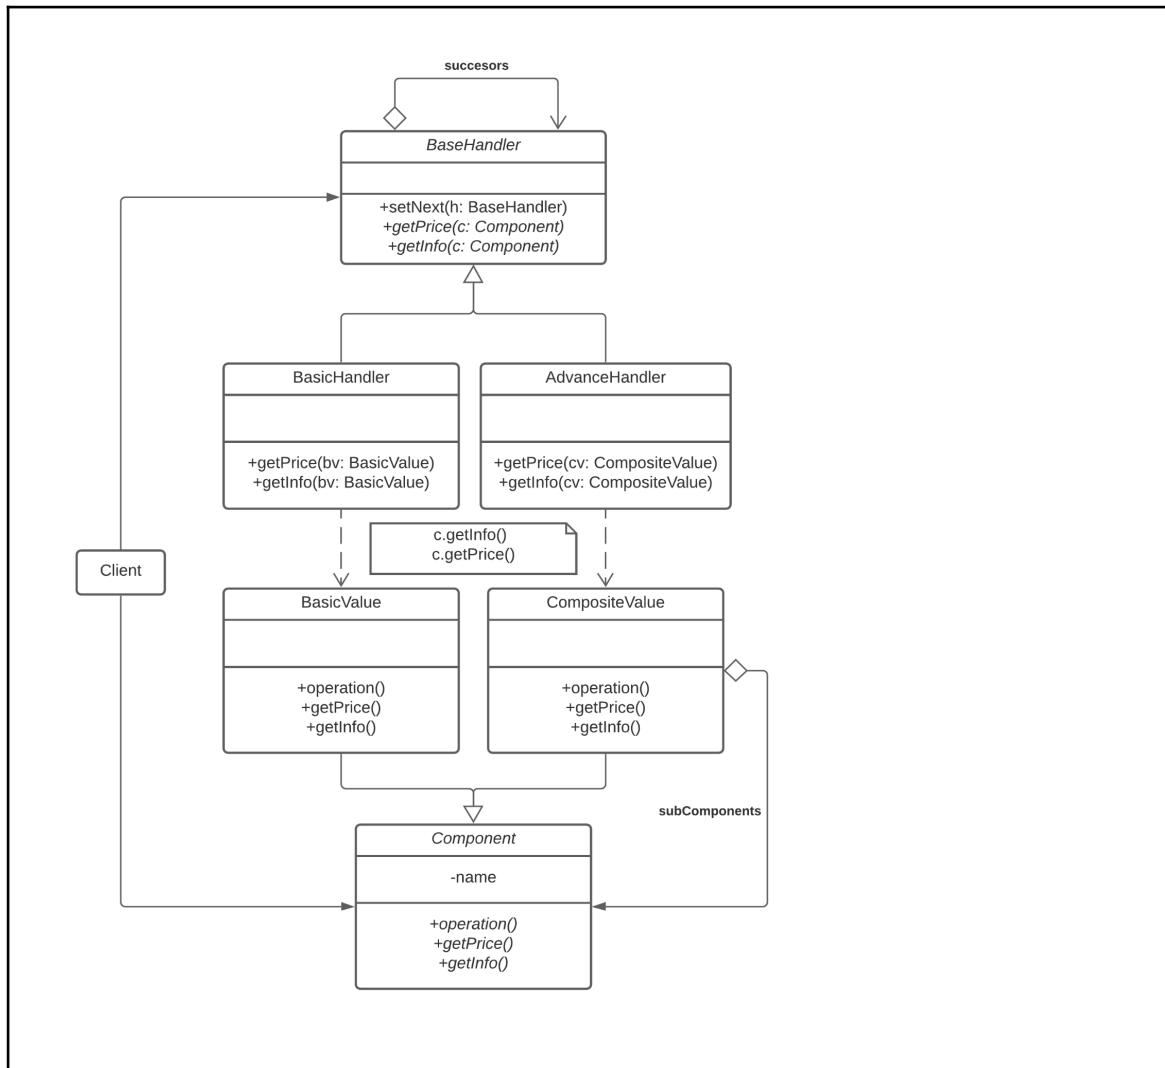 succesors
BaseHandler
+setNext(h: BaseHandler)
+getPrice(c: Component)
+getInfo(c: Component)
BasicHandler
+getPrice(bv: BasicValue)
+getInfo(bv: BasicValue)
AdvanceHandler
+getPrice(cv: CompositeValue)
+getInfo(cv: CompositeValue)
c.getInfo()
c.getPrice()
Client
BasicValue
+operation()
+getPrice()
+getInfo()
CompositeValue
+operation()
+getPrice()
+getInfo()
subComponents
Component
-name
+operation()
+getPrice()
+getInfo()